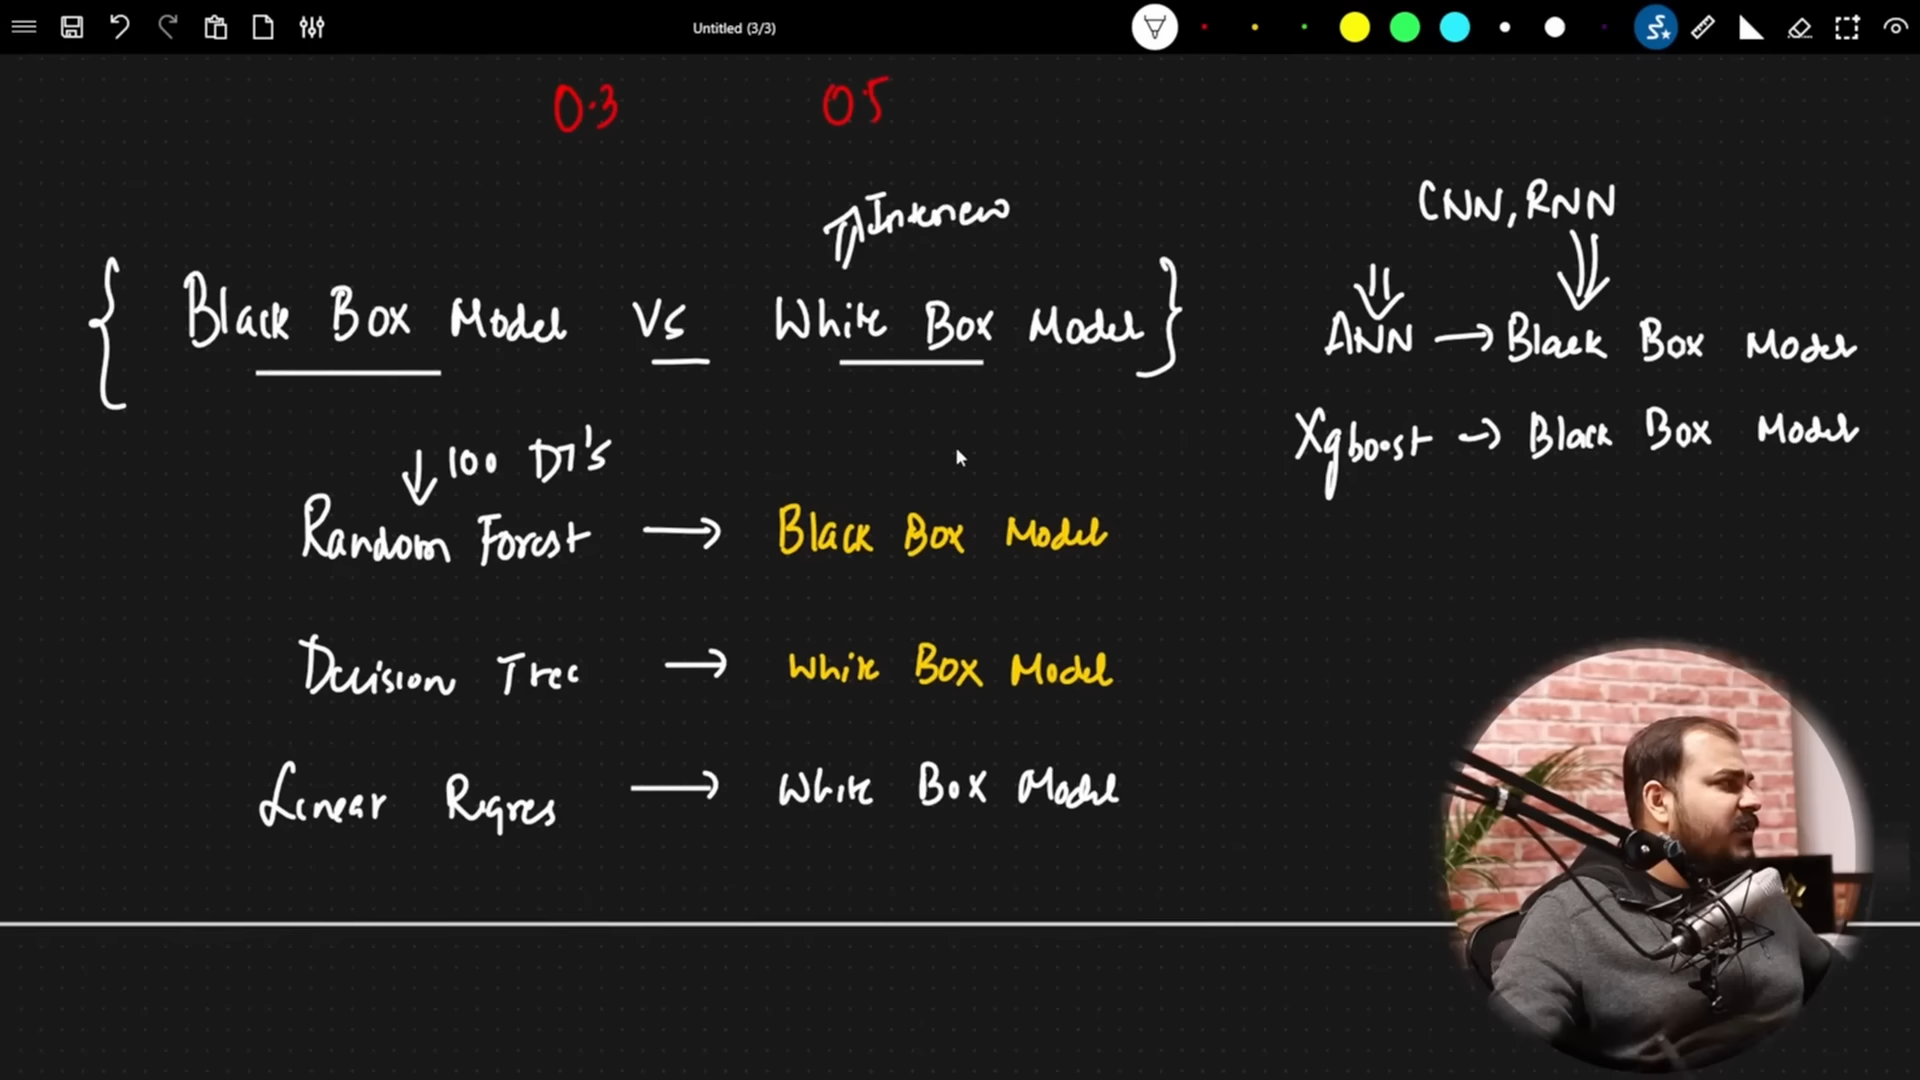 Untitled (3/3)
0.3 0.5
Interview
{ Black Box Model Vs White Box Model }
100 DT's
Random Forest → Black Box Model
Decision Tree → White Box Model
Linear Regres → White Box Model
CNN, RNN
ANN → Black Box Model
Xgboost → Black Box Model